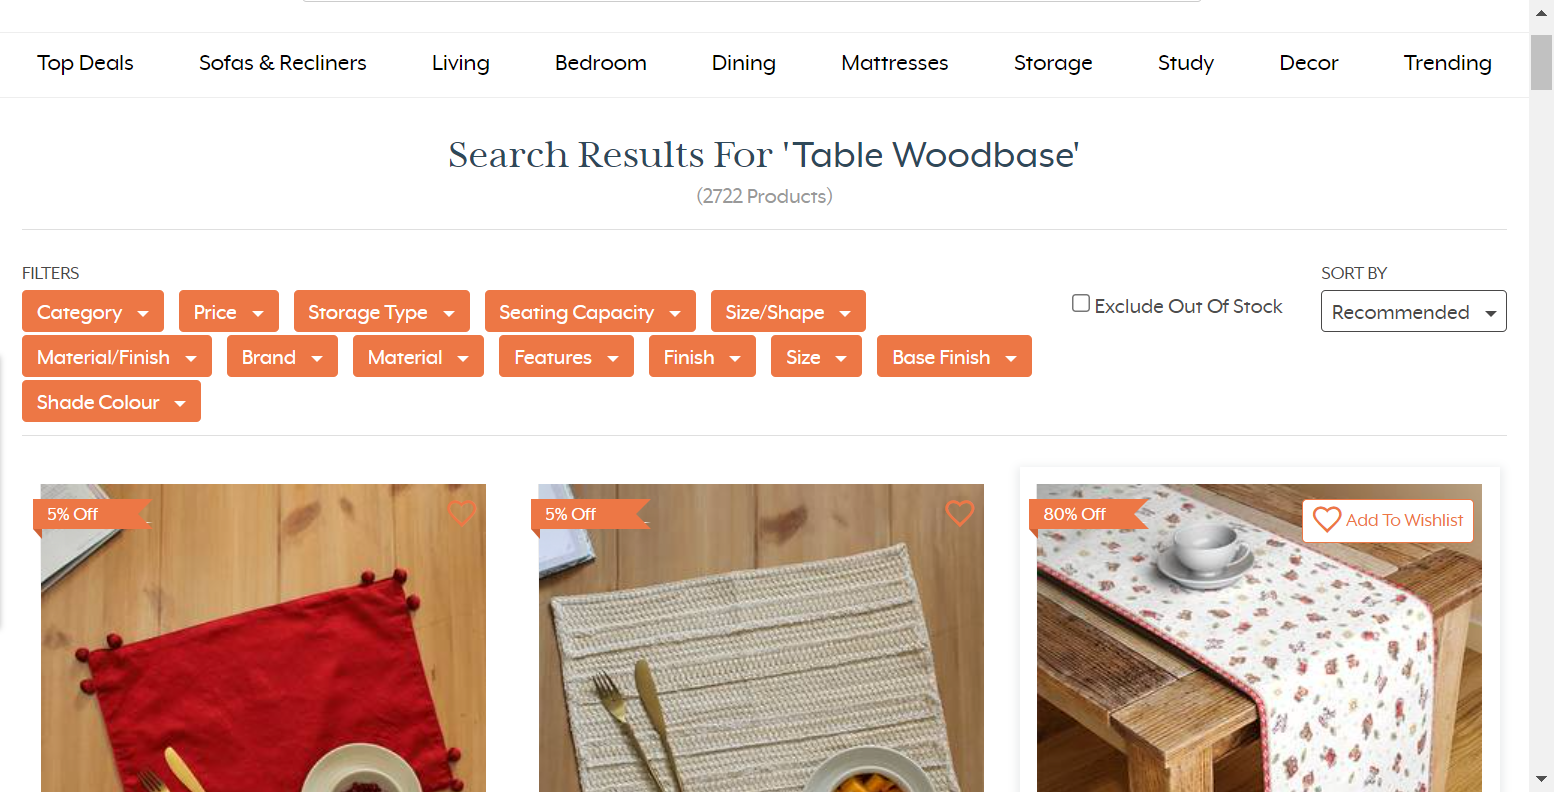 Top Deals Sofas & Recliners Living Bedroom Dining Mattresses Storage Study Decor Trending
Search Results For 'Table Woodbase'
(2722 Products)
FILTERS
SORT BY
Category Price Storage Type Seating Capacity Size/Shape
Exclude Out Of Stock
Recommended
Material/Finish Brand Material Features Finish Size Base Finish
Shade Colour
5% Off
5% Off
80% Off
Add To Wishlist